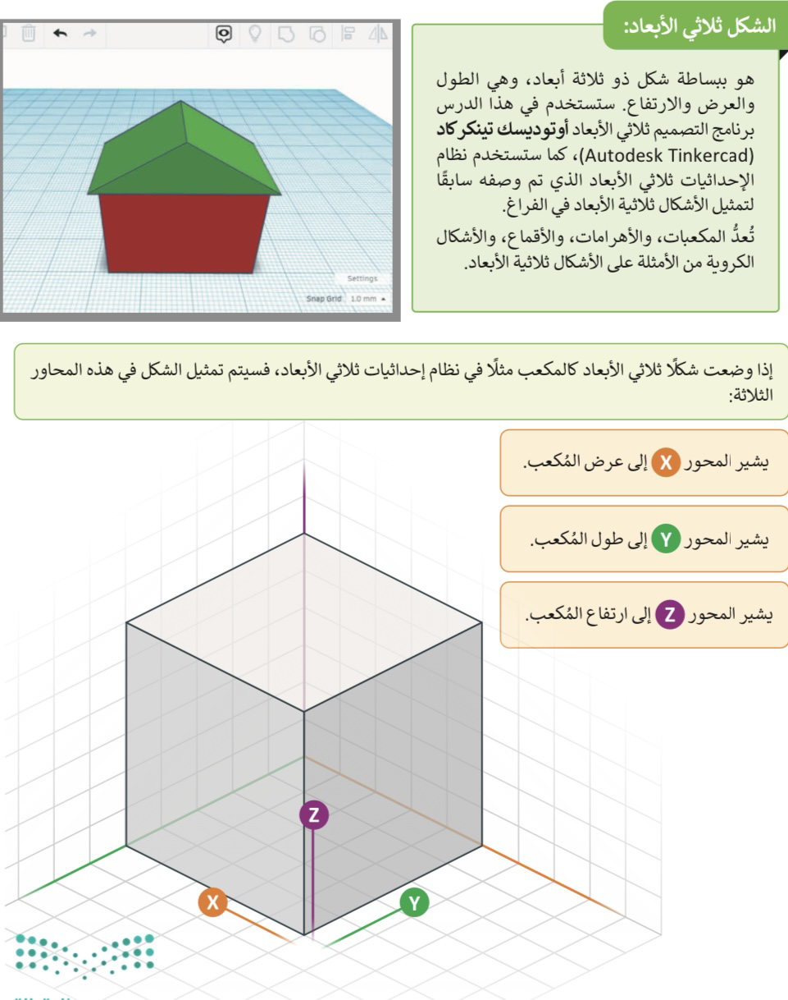 الشكل ثلاثي الأبعاد:
هو ببساطة شكل ذو ثلاثة أبعاد، وهي الطول
والعرض والارتفاع. ستستخدم في هذا الدرس
برنامج التصميم ثلاثي الأبعاد أوتوديسك تينكركاد
(Autodesk Tinkercad)، كما ستستخدم نظام
الإحداثيات ثلاثي الأبعاد الذي تم وصفه سابقًا
لتمثيل الأشكال ثلاثية الأبعاد في الفراغ.
تُعدُّ المكعبات، والأهرامات، والأقماع، والأشكال
الكروية من الأمثلة على الأشكال ثلاثية الأبعاد.
Settings
Snap Grid 1.0 mm
إذا وضعت شكلًا ثلاثي الأبعاد كالمكعب مثلًا في نظام إحداثيات ثلاثي الأبعاد، فسيتم تمثيل الشكل في هذه المحاور
الثلاثة:
يشير المحور X إلى عرض المُكعب.
يشير المحور Y إلى طول المُكعب.
يشير المحور Z إلى ارتفاع المُكعب.
Z
X
Y